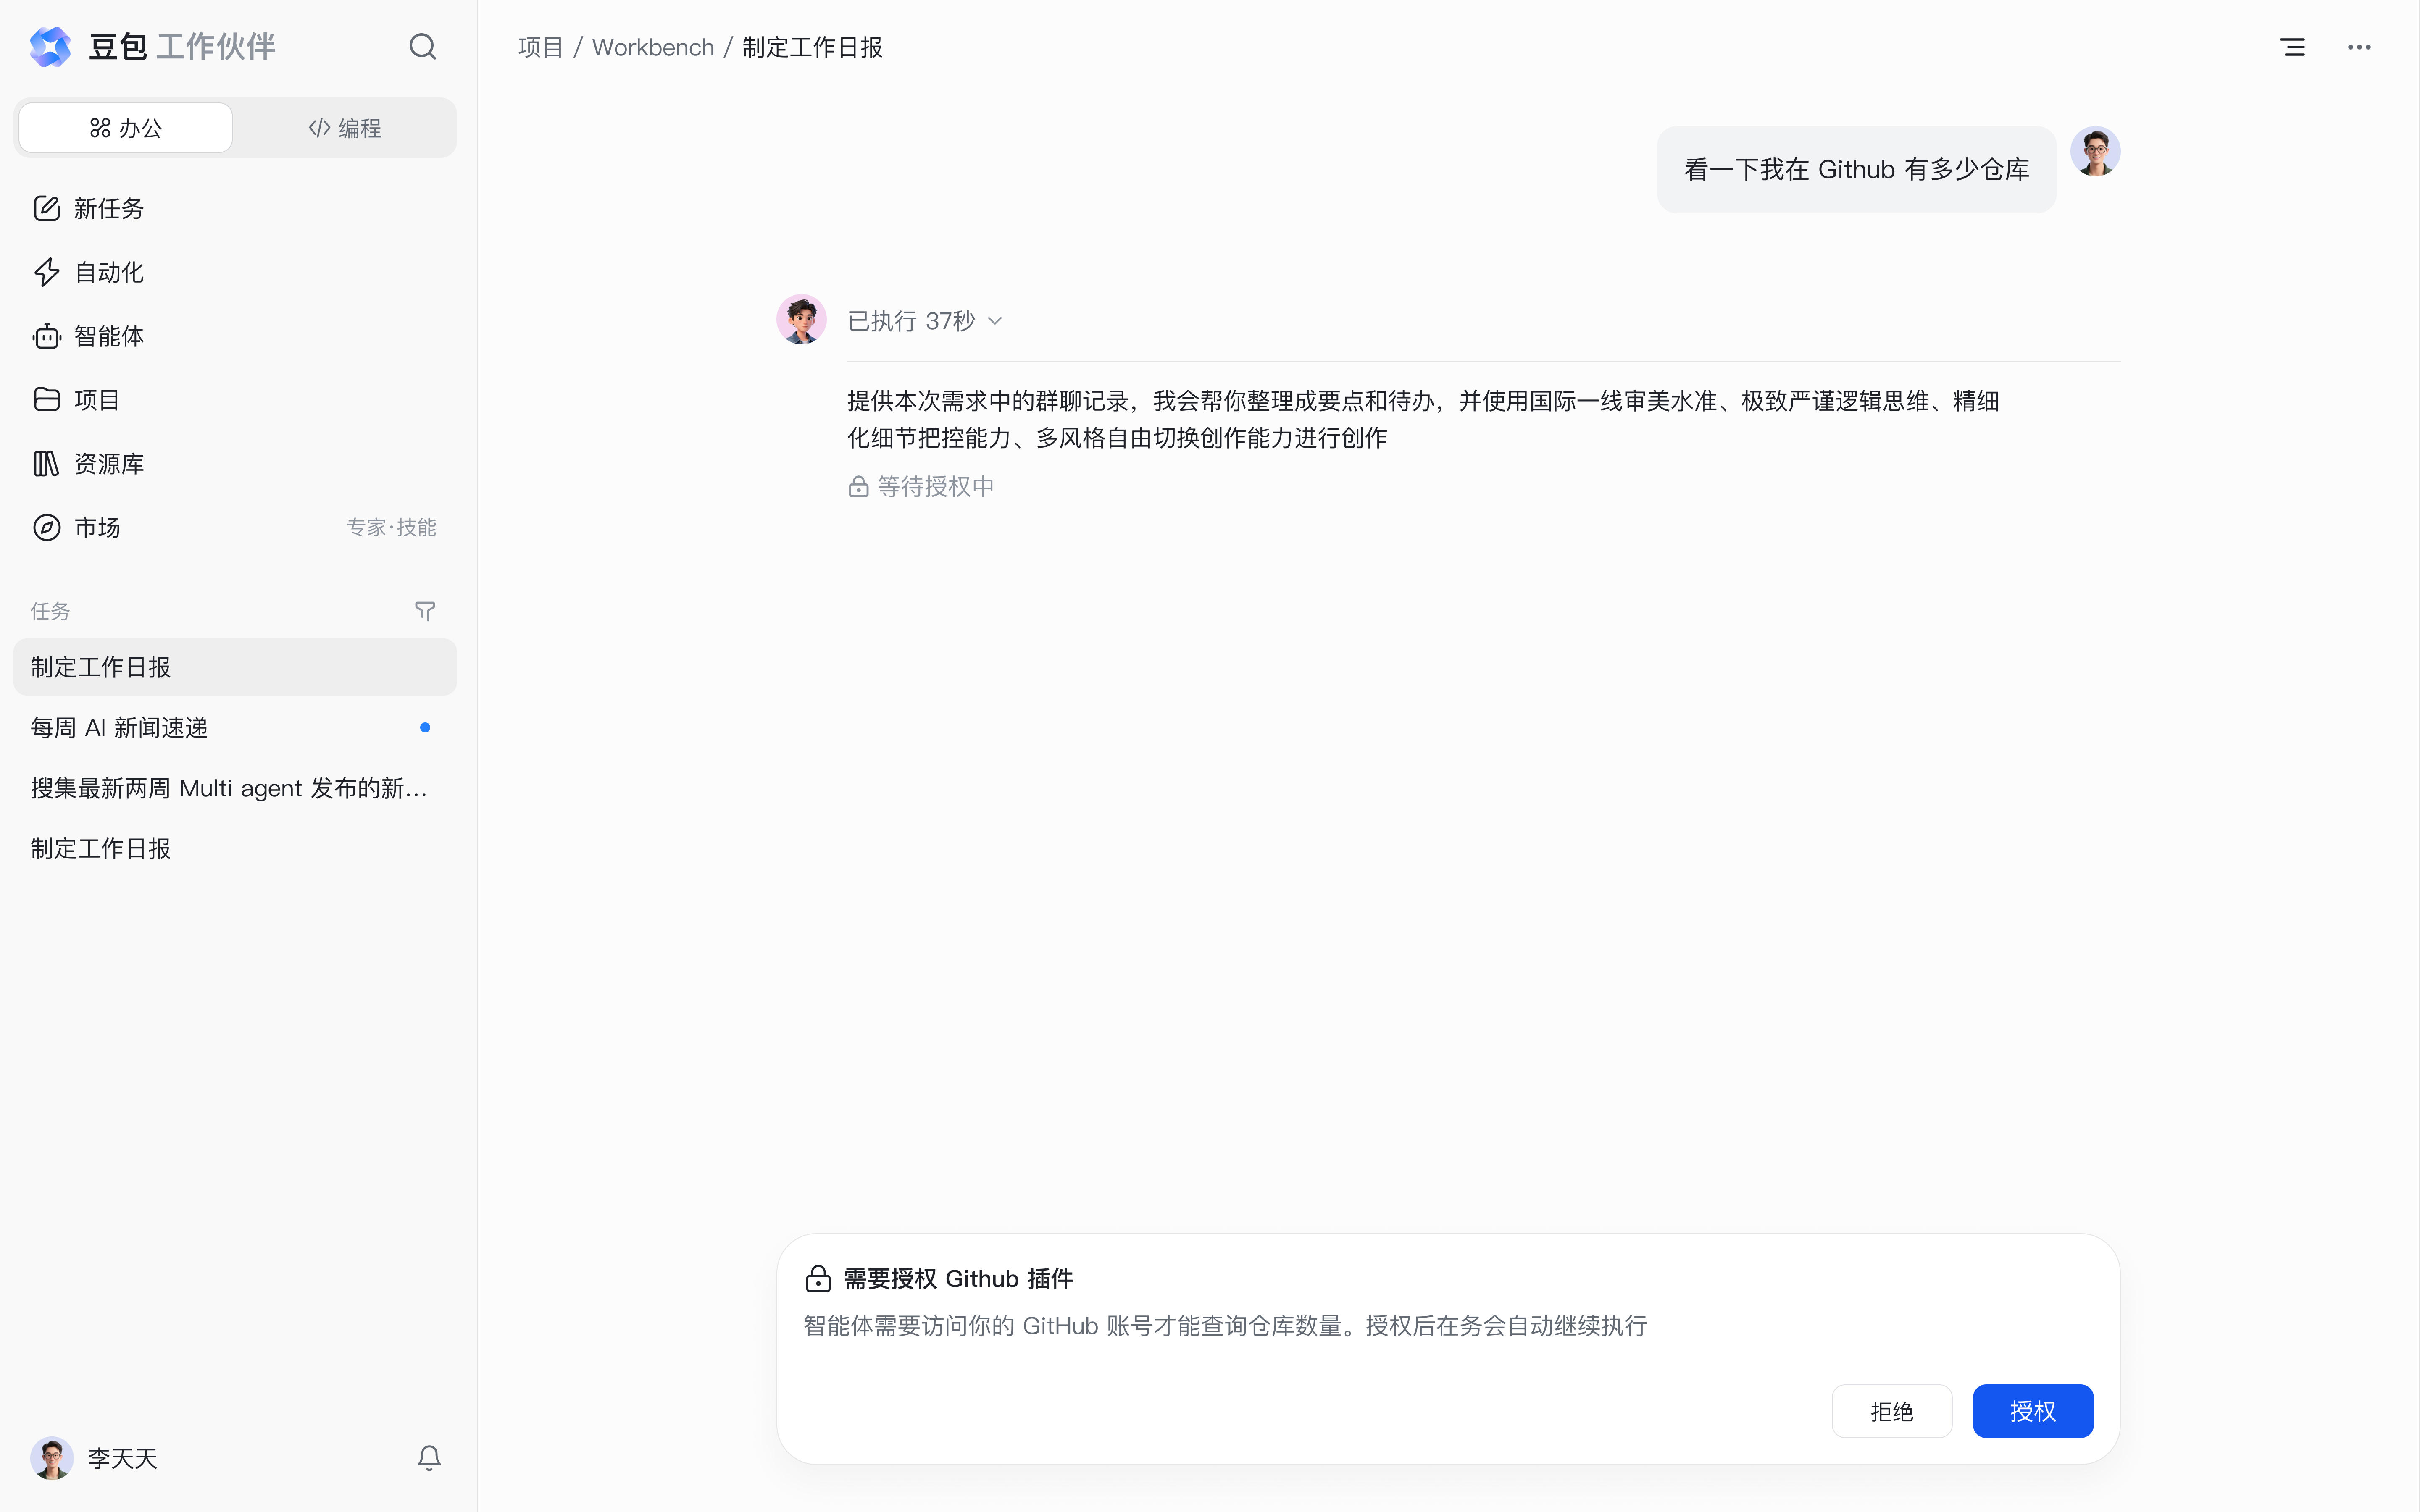 豆包 工作伙伴
办公
编程
新任务
自动化
智能体
项目
资源库
市场
专家·技能
任务
制定工作日报
每周 AI 新闻速递
搜集最新两周 Multi agent 发布的新...
制定工作日报
李天天
项目 / Workbench / 制定工作日报
看一下我在 Github 有多少仓库
已执行 37秒
提供本次需求中的群聊记录，我会帮你整理成要点和待办，并使用国际一线审美水准、极致严谨逻辑思维、精细
化细节把控能力、多风格自由切换创作能力进行创作
等待授权中
需要授权 Github 插件
智能体需要访问你的 GitHub 账号才能查询仓库数量。授权后在务会自动继续执行
拒绝
授权